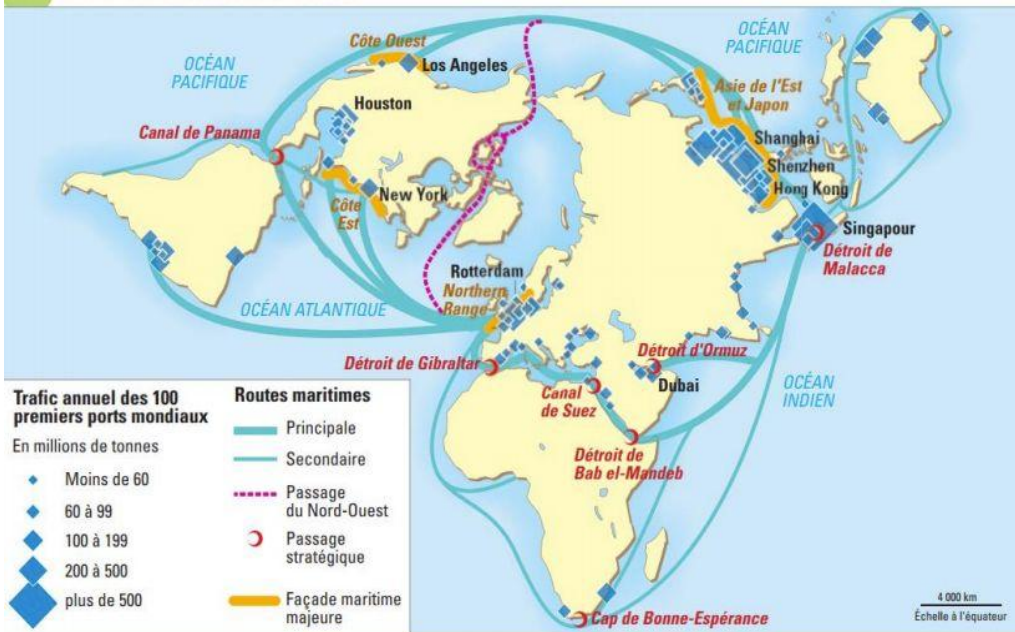 OCÉAN
PACIFIQUE
Côte Ouest
Los Angeles
Houston
Canal de Panama
New York
Côte
Est
OCÉAN ATLANTIQUE
Rotterdam
Northern
Range
Détroit de Gibraltar
OCÉAN
PACIFIQUE
Asie de l'Est
et Japon
Shanghai
Shenzhen
Hong Kong
Singapour
Détroit de
Malacca
Détroit d'Ormuz
Dubai
Canal
de Suez
OCÉAN
INDIEN
Détroit de
Bab el-Mandeb
Cap de Bonne-Espérance
4 000 km
Échelle à l'équateur
Trafic annuel des 100
premiers ports mondiaux
En millions de tonnes
Moins de 60
60 à 99
100 à 199
200 à 500
plus de 500
Routes maritimes
Principale
Secondaire
Passage
du Nord-Ouest
Passage
stratégique
Façade maritime
majeure